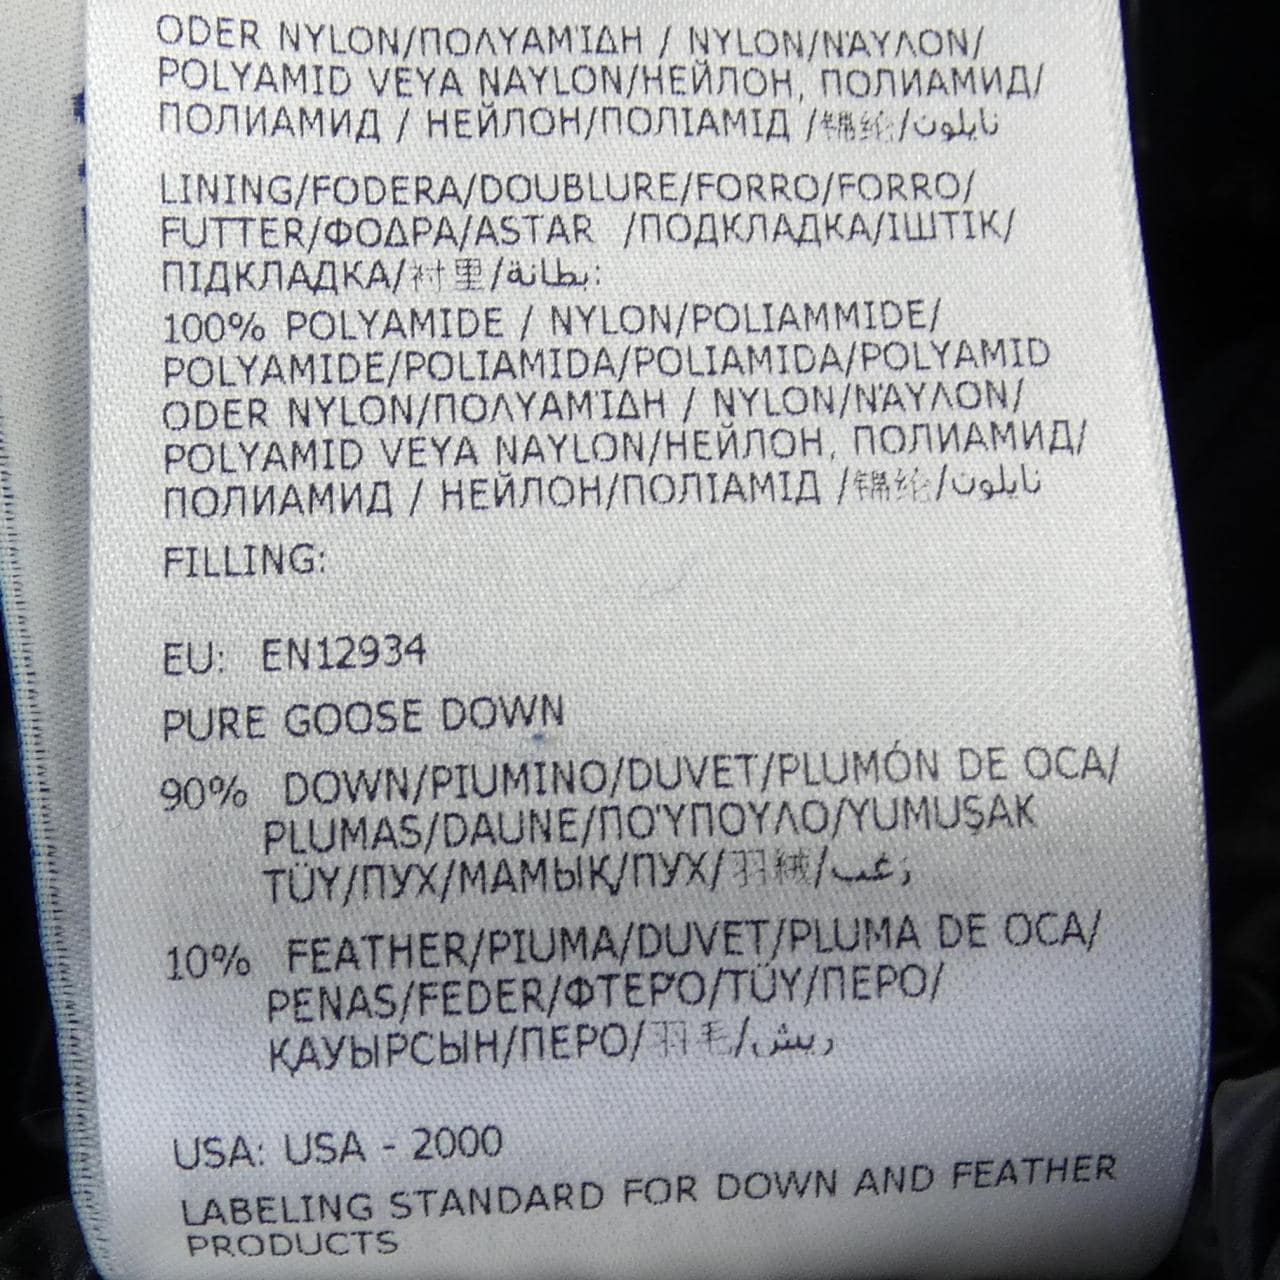 ODER NYLON/ΠΟΛΥΑΜΊΔΗ / NYLON/ΝΆΥΛΟΝ/
POLYAMID VEYA NAYLON/НЕЙЛОН, ПОЛИАМИД/
ПОЛИАМИД / НЕЙЛОН/ПОЛІАМІД /锦纶/نايلون
LINING/FODERA/DOUBLURE/FORRO/FORRO/
FUTTER/ΦΟΔΡΑ/ASTAR /ПОДКЛАДКА/ІШТІК/
ПІДКЛАДКА/衬里/بطانة:
100% POLYAMIDE / NYLON/POLIAMMIDE/
POLYAMIDE/POLIAMIDA/POLIAMIDA/POLYAMID
ODER NYLON/ΠΟΛΥΑΜΊΔΗ / NYLON/ΝΆΥΛΟΝ/
POLYAMID VEYA NAYLON/НЕЙЛОН, ПОЛИАМИД/
ПОЛИАМИД / НЕЙЛОН/ПОЛІАМІД /锦纶/نايلون
FILLING:
EU: EN12934
PURE GOOSE DOWN
90% DOWN/PIUMINO/DUVET/PLUMÓN DE OCA/
PLUMAS/DAUNE/ΠΟΎΠΟΥΛΟ/YUMUŞAK
TÜY/ПУХ/МАМЫҚ/ПУХ/羽绒/زغب
10% FEATHER/PIUMA/DUVET/PLUMA DE OCA/
PENAS/FEDER/ΦΤΕΡΌ/TÜY/ПЕРО/
ҚАУЫРСЫН/ПЕРО/羽毛/ريش
USA: USA - 2000
LABELING STANDARD FOR DOWN AND FEATHER
PRODUCTS